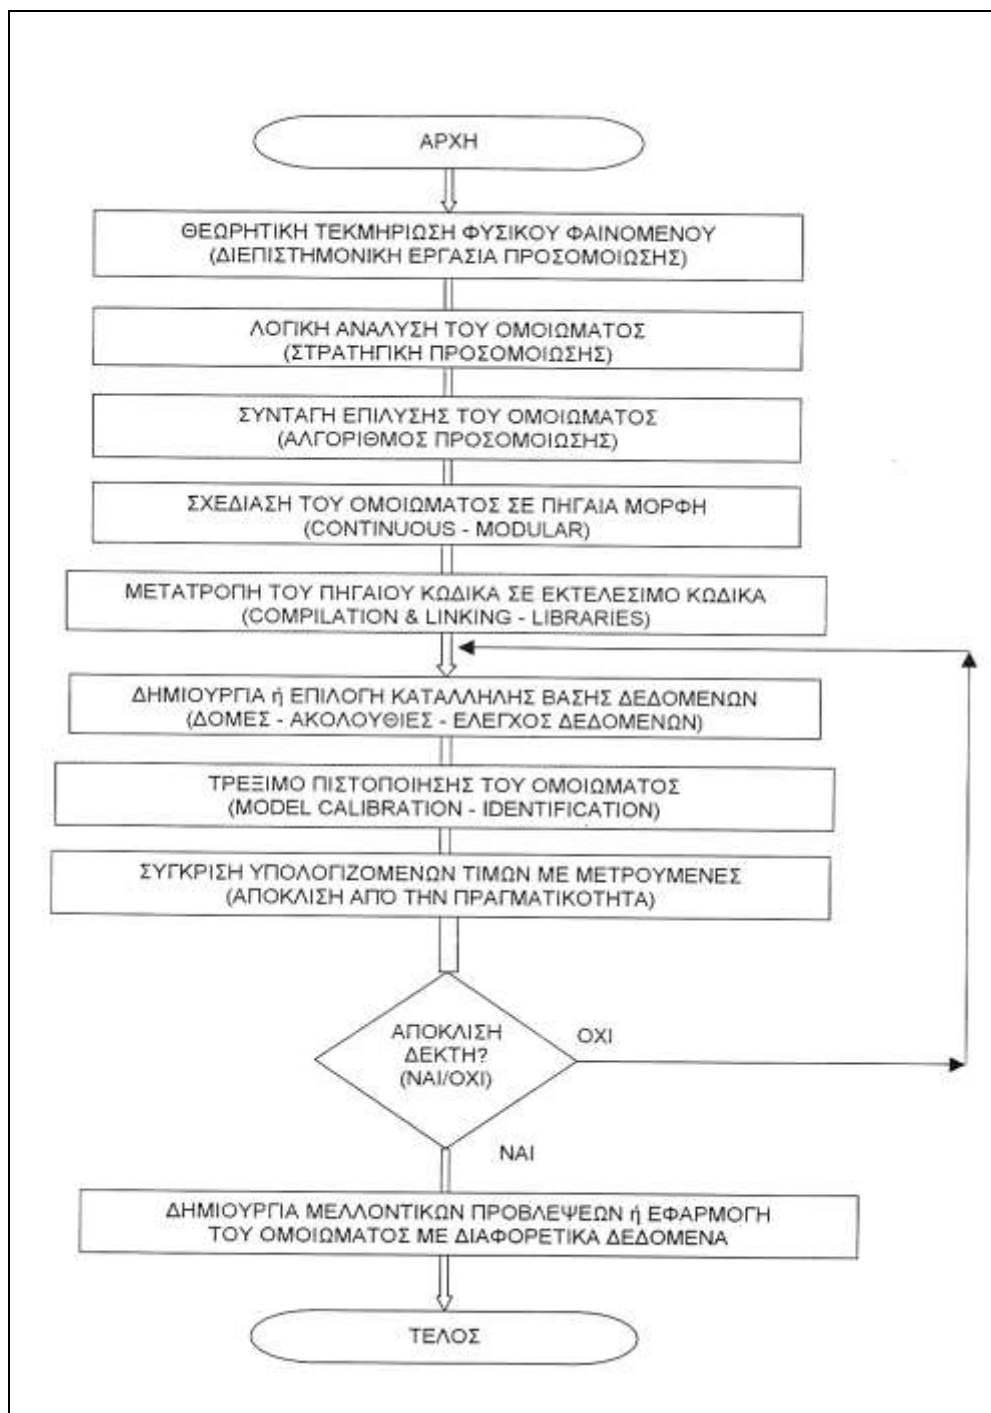 ΑΡΧΗ
ΘΕΩΡΗΤΙΚΗ ΤΕΚΜΗΡΙΩΣΗ ΦΥΣΙΚΟΥ ΦΑΙΝΟΜΕΝΟΥ
(ΔΙΕΠΙΣΤΗΜΟΝΙΚΗ ΕΡΓΑΣΙΑ ΠΡΟΣΟΜΟΙΩΣΗΣ)
ΛΟΓΙΚΗ ΑΝΑΛΥΣΗ ΤΟΥ ΟΜΟΙΩΜΑΤΟΣ
(ΣΤΡΑΤΗΓΙΚΗ ΠΡΟΣΟΜΟΙΩΣΗΣ)
ΣΥΝΤΑΓΗ ΕΠΙΛΥΣΗΣ ΤΟΥ ΟΜΟΙΩΜΑΤΟΣ
(ΑΛΓΟΡΙΘΜΟΣ ΠΡΟΣΟΜΟΙΩΣΗΣ)
ΣΧΕΔΙΑΣΗ ΤΟΥ ΟΜΟΙΩΜΑΤΟΣ ΣΕ ΠΗΓΑΙΑ ΜΟΡΦΗ
(CONTINUOUS - MODULAR)
ΜΕΤΑΤΡΟΠΗ ΤΟΥ ΠΗΓΑΙΟΥ ΚΩΔΙΚΑ ΣΕ ΕΚΤΕΛΕΣΙΜΟ ΚΩΔΙΚΑ
(COMPILATION & LINKING - LIBRARIES)
ΔΗΜΙΟΥΡΓΙΑ ή ΕΠΙΛΟΓΗ ΚΑΤΑΛΛΗΛΗΣ ΒΑΣΗΣ ΔΕΔΟΜΕΝΩΝ
(ΔΟΜΕΣ - ΑΚΟΛΟΥΘΙΕΣ - ΕΛΕΓΧΟΣ ΔΕΔΟΜΕΝΩΝ)
ΤΡΕΞΙΜΟ ΠΙΣΤΟΠΟΙΗΣΗΣ ΤΟΥ ΟΜΟΙΩΜΑΤΟΣ
(MODEL CALIBRATION - IDENTIFICATION)
ΣΥΓΚΡΙΣΗ ΥΠΟΛΟΓΙΖΟΜΕΝΩΝ ΤΙΜΩΝ ΜΕ ΜΕΤΡΟΥΜΕΝΕΣ
(ΑΠΟΚΛΙΣΗ ΑΠΌ ΤΗΝ ΠΡΑΓΜΑΤΙΚΟΤΗΤΑ)
ΑΠΟΚΛΙΣΗ
ΔΕΚΤΗ?
(ΝΑΙ/ΟΧΙ)
ΟΧΙ
ΝΑΙ
ΔΗΜΙΟΥΡΓΙΑ ΜΕΛΛΟΝΤΙΚΩΝ ΠΡΟΒΛΕΨΕΩΝ ή ΕΦΑΡΜΟΓΗ
ΤΟΥ ΟΜΟΙΩΜΑΤΟΣ ΜΕ ΔΙΑΦΟΡΕΤΙΚΑ ΔΕΔΟΜΕΝΑ
ΤΕΛΟΣ